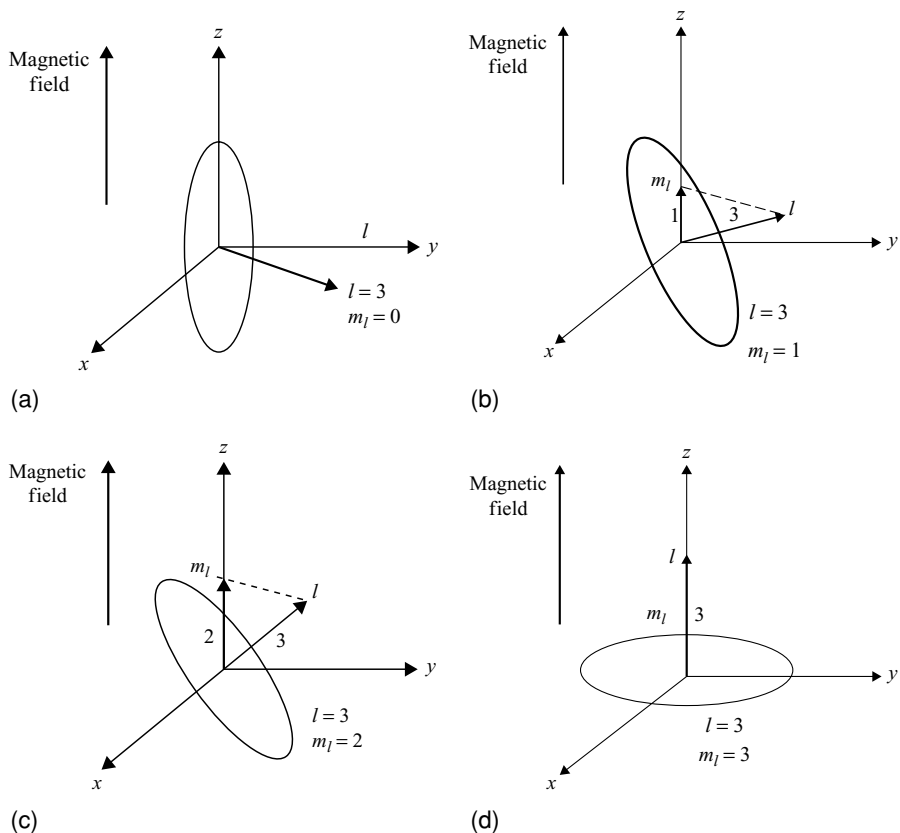 z
Magnetic
field
l
y
l = 3
m_l = 0
x
(a)
z
Magnetic
field
m_l
1
3
l
y
l = 3
m_l = 1
x
(b)
z
Magnetic
field
m_l
l
2
3
y
l = 3
m_l = 2
x
(c)
z
Magnetic
field
l
m_l
3
y
l = 3
m_l = 3
x
(d)